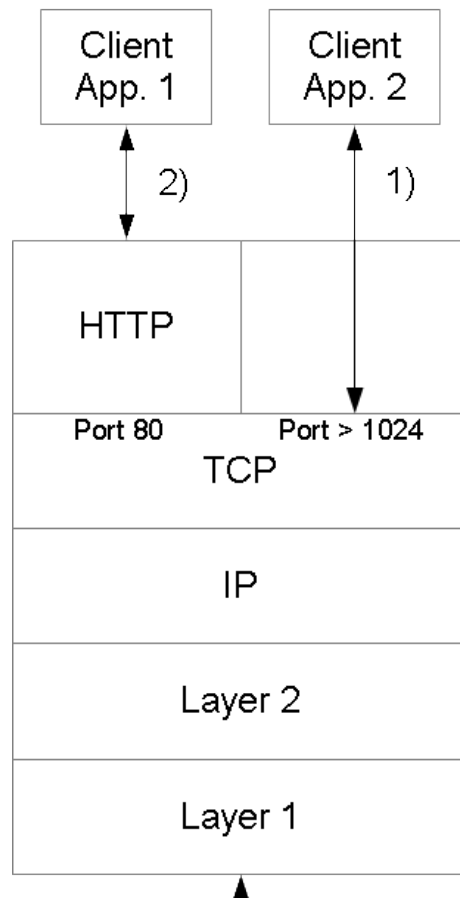 Client
App. 1
Client
App. 2
2)
1)
HTTP
Port 80
Port > 1024
TCP
IP
Layer 2
Layer 1